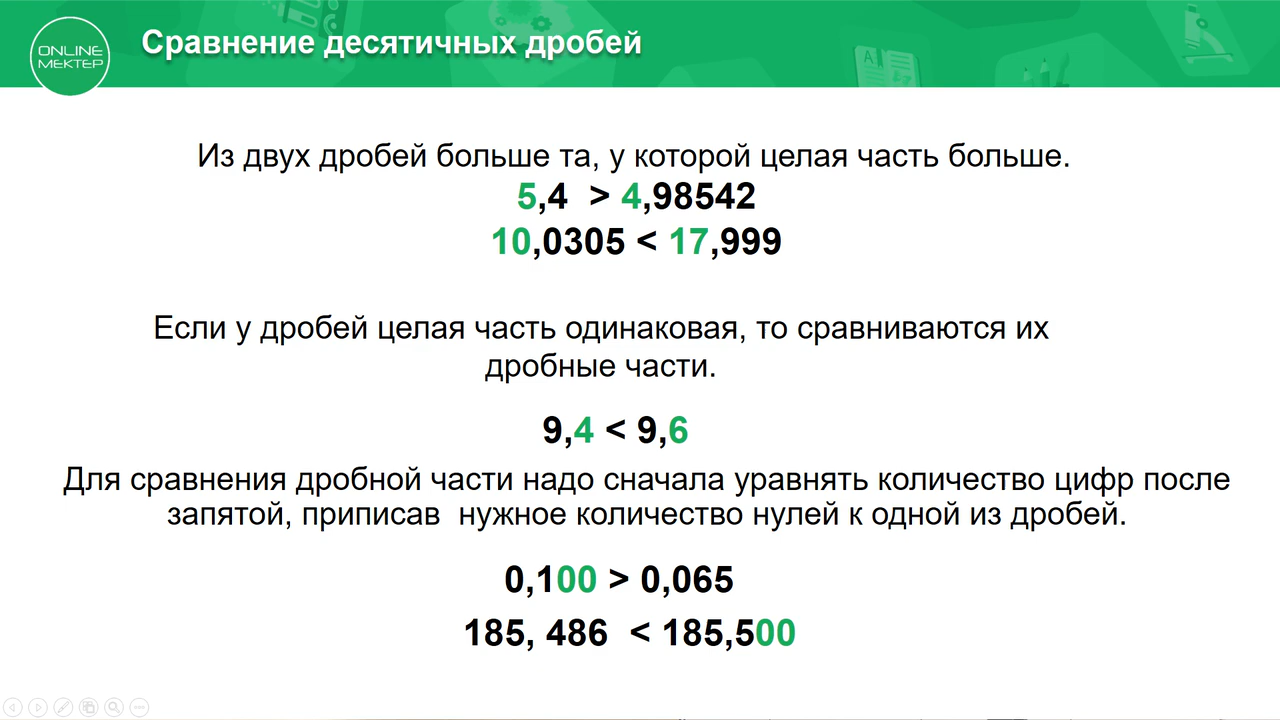 ONLINE
МЕКТЕР
Сравнение десятичных дробей
Из двух дробей больше та, у которой целая часть больше.
5,4 > 4,98542
10,0305 < 17,999
Если у дробей целая часть одинаковая, то сравниваются их
дробные части.
9,4 < 9,6
Для сравнения дробной части надо сначала уравнять количество цифр после
запятой, приписав нужное количество нулей к одной из дробей.
0,100 > 0,065
185, 486 < 185,500